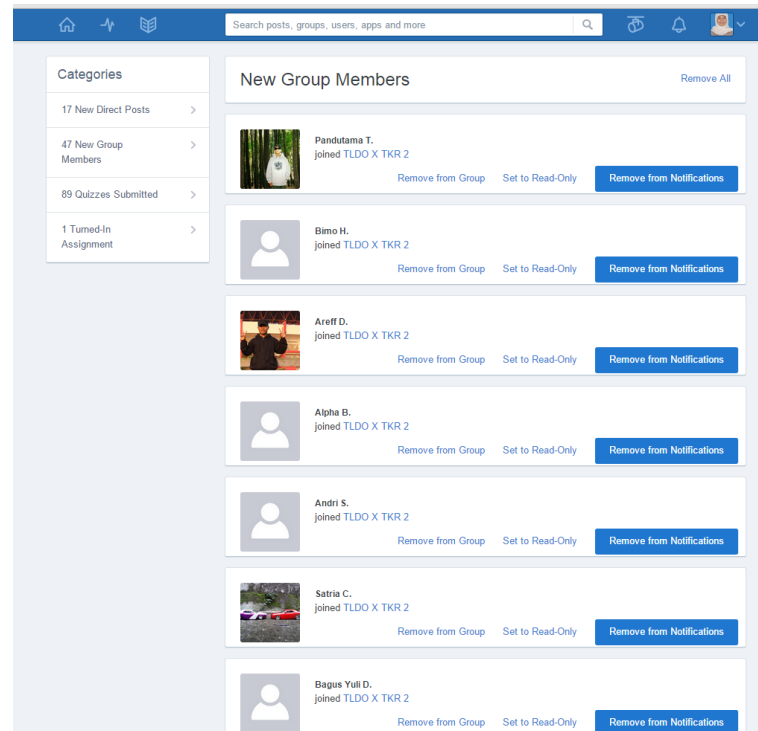 Search posts, groups, users, apps and more
Categories
17 New Direct Posts
47 New Group
Members
89 Quizzes Submitted
1 Turned-In
Assignment
New Group Members
Remove All
Pandutama T.
joined TLDO X TKR 2
Remove from Group Set to Read-Only Remove from Notifications
Bimo H.
joined TLDO X TKR 2
Remove from Group Set to Read-Only Remove from Notifications
Areff D.
joined TLDO X TKR 2
Remove from Group Set to Read-Only Remove from Notifications
Alpha B.
joined TLDO X TKR 2
Remove from Group Set to Read-Only Remove from Notifications
Andri S.
joined TLDO X TKR 2
Remove from Group Set to Read-Only Remove from Notifications
Satria C.
joined TLDO X TKR 2
Remove from Group Set to Read-Only Remove from Notifications
Bagus Yuli D.
joined TLDO X TKR 2
Remove from Group Set to Read-Only Remove from Notifications